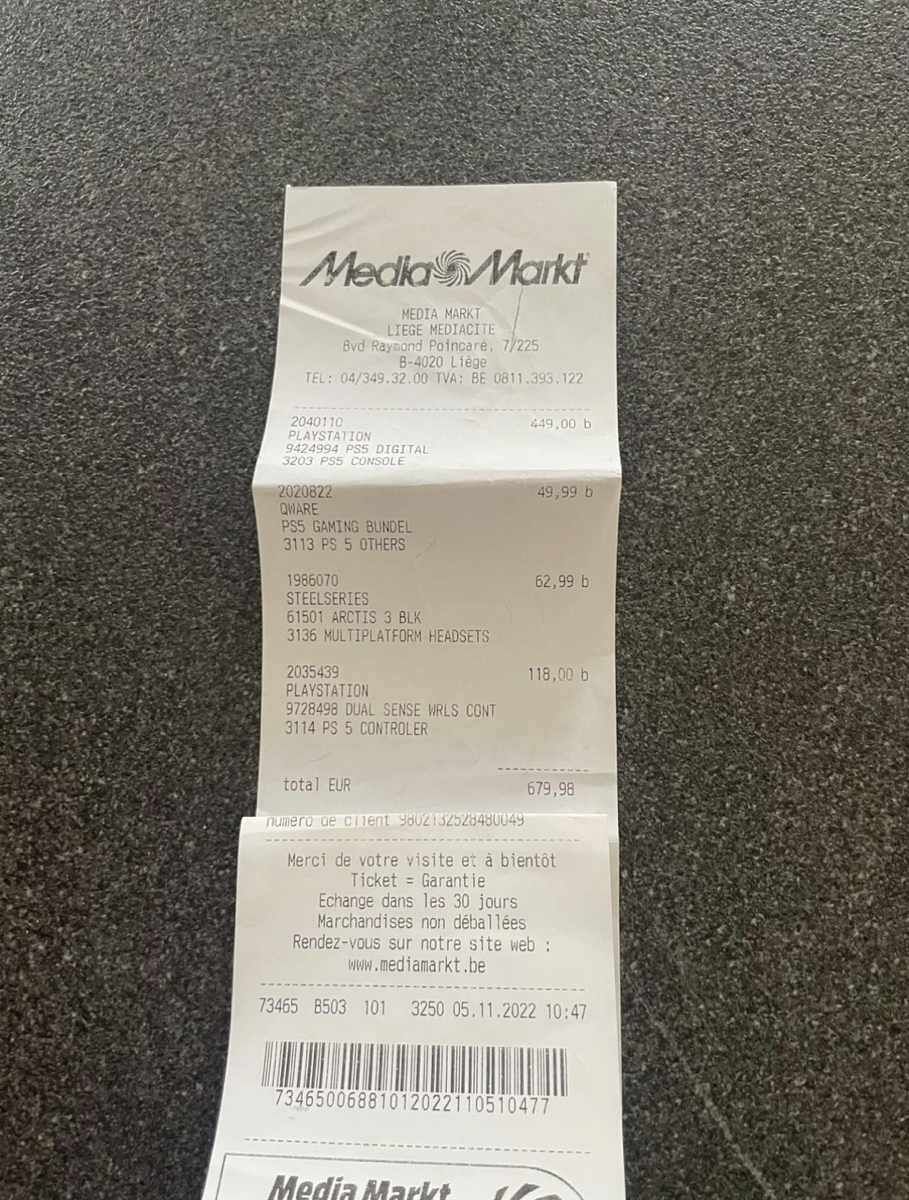 Media Markt
MEDIA MARKT
LIEGE MEDIACITE
Bvd Raymond Poincaré, 7/225
B-4020 Liège
TEL: 04/349.32.00 TVA: BE 0811.393.122
2040110 449,00 b
PLAYSTATION
9424994 PS5 DIGITAL
3203 PS5 CONSOLE
2020822 49,99 b
QWARE
PS5 GAMING BUNDEL
3113 PS 5 OTHERS
1986070 62,99 b
STEELSERIES
61501 ARCTIS 3 BLK
3136 MULTIPLATFORM HEADSETS
2035439 118,00 b
PLAYSTATION
9728498 DUAL SENSE WRLS CONT
3114 PS 5 CONTROLER
total EUR 679,98
numéro de client 9802132528480049
Merci de votre visite et à bientôt
Ticket = Garantie
Echange dans les 30 jours
Marchandises non déballées
Rendez-vous sur notre site web :
www.mediamarkt.be
73465 B503 101 3250 05.11.2022 10:47
7346500688101202211051047​7
Media Markt